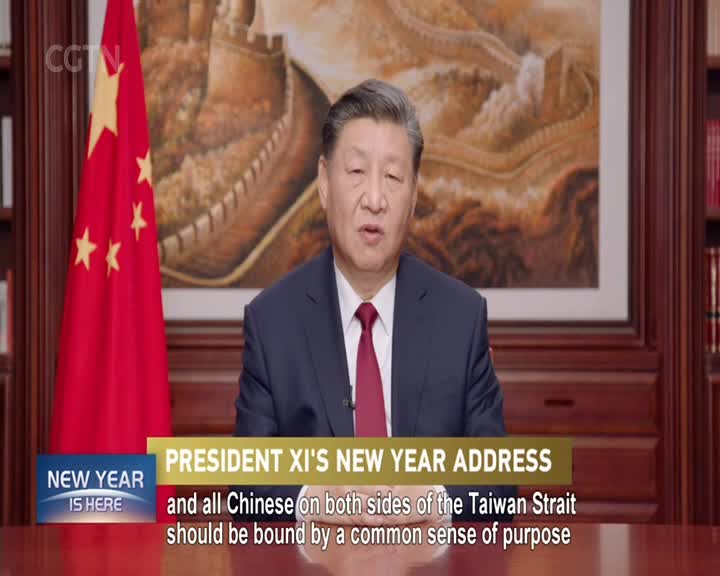 CGTN
PRESIDENT XI'S NEW YEAR ADDRESS
NEW YEAR
IS HERE
and all Chinese on both sides of the Taiwan Strait
should be bound by a common sense of purpose